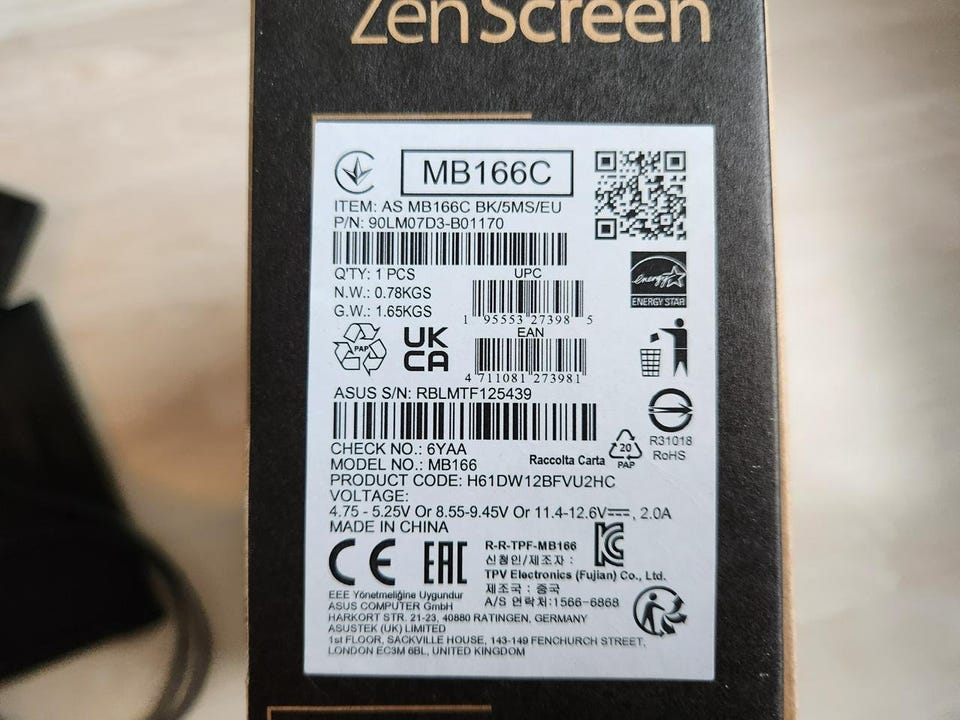 ZenScreen
MB166C
ITEM: AS MB166C BK/5MS/EU
P/N: 90LM07D3-B01170
Q'TY: 1 PCS
N.W.: 0.78KGS
G.W.: 1.65KGS
UPC
1 95553 27398 5
EAN
4 711081 273981
energy
ENERGY STAR
PAP
UK
CA
ASUS S/N: RBLMTF125439
R31018
RoHS
CHECK NO.: 6YAA
MODEL NO.: MB166
Raccolta Carta
20
PAP
PRODUCT CODE: H61DW12BFVU2HC
VOLTAGE:
4.75 - 5.25V Or 8.55-9.45V Or 11.4-12.6V⎓, 2.0A
MADE IN CHINA
CE EAC
R-R-TPF-MB166
신청인/제조자 :
TPV Electronics (Fujian) Co., Ltd.
제조국 : 중국
A/S 연락처:1566-6868
EEE Yönetmeliğine Uygundur
ASUS COMPUTER GmbH
HARKORT STR. 21-23, 40880 RATINGEN, GERMANY
ASUSTEK (UK) LIMITED
1st FLOOR, SACKVILLE HOUSE, 143-149 FENCHURCH STREET,
LONDON EC3M 6BL, UNITED KINGDOM